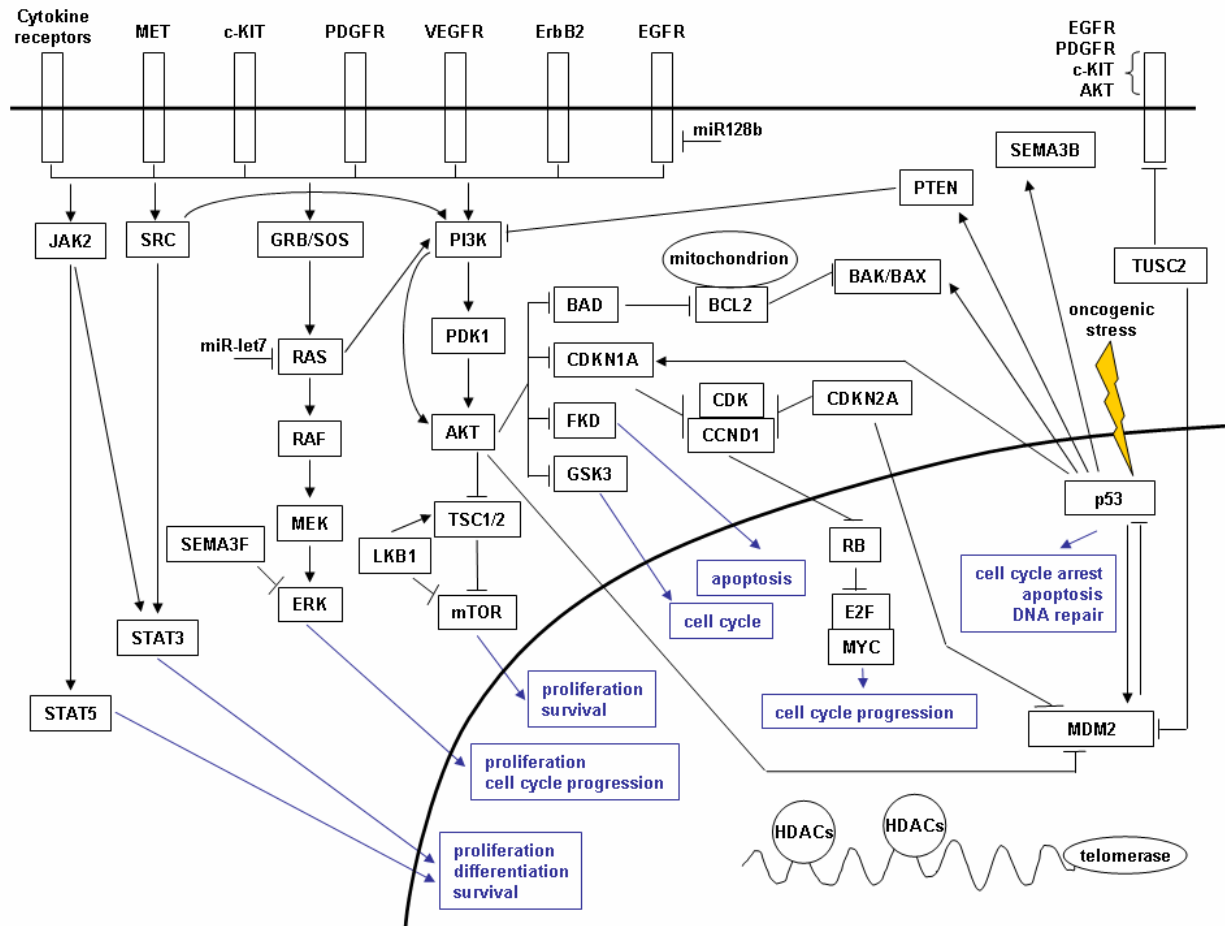 Cytokine
receptors
MET
c-KIT
PDGFR
VEGFR
ErbB2
EGFR
EGFR
PDGFR
c-KIT
AKT
miR128b
SEMA3B
PTEN
JAK2
SRC
GRB/SOS
PI3K
mitochondrion
BCL2
BAK/BAX
TUSC2
BAD
oncogenic
stress
PDK1
miR-let7
RAS
CDKN1A
CDK
CCND1
CDKN2A
RAF
AKT
FKD
GSK3
p53
MEK
TSC1/2
SEMA3F
LKB1
RB
apoptosis
cell cycle arrest
apoptosis
DNA repair
ERK
mTOR
cell cycle
E2F
MYC
STAT3
proliferation
survival
cell cycle progression
STAT5
MDM2
proliferation
cell cycle progression
HDACs
HDACs
telomerase
proliferation
differentiation
survival